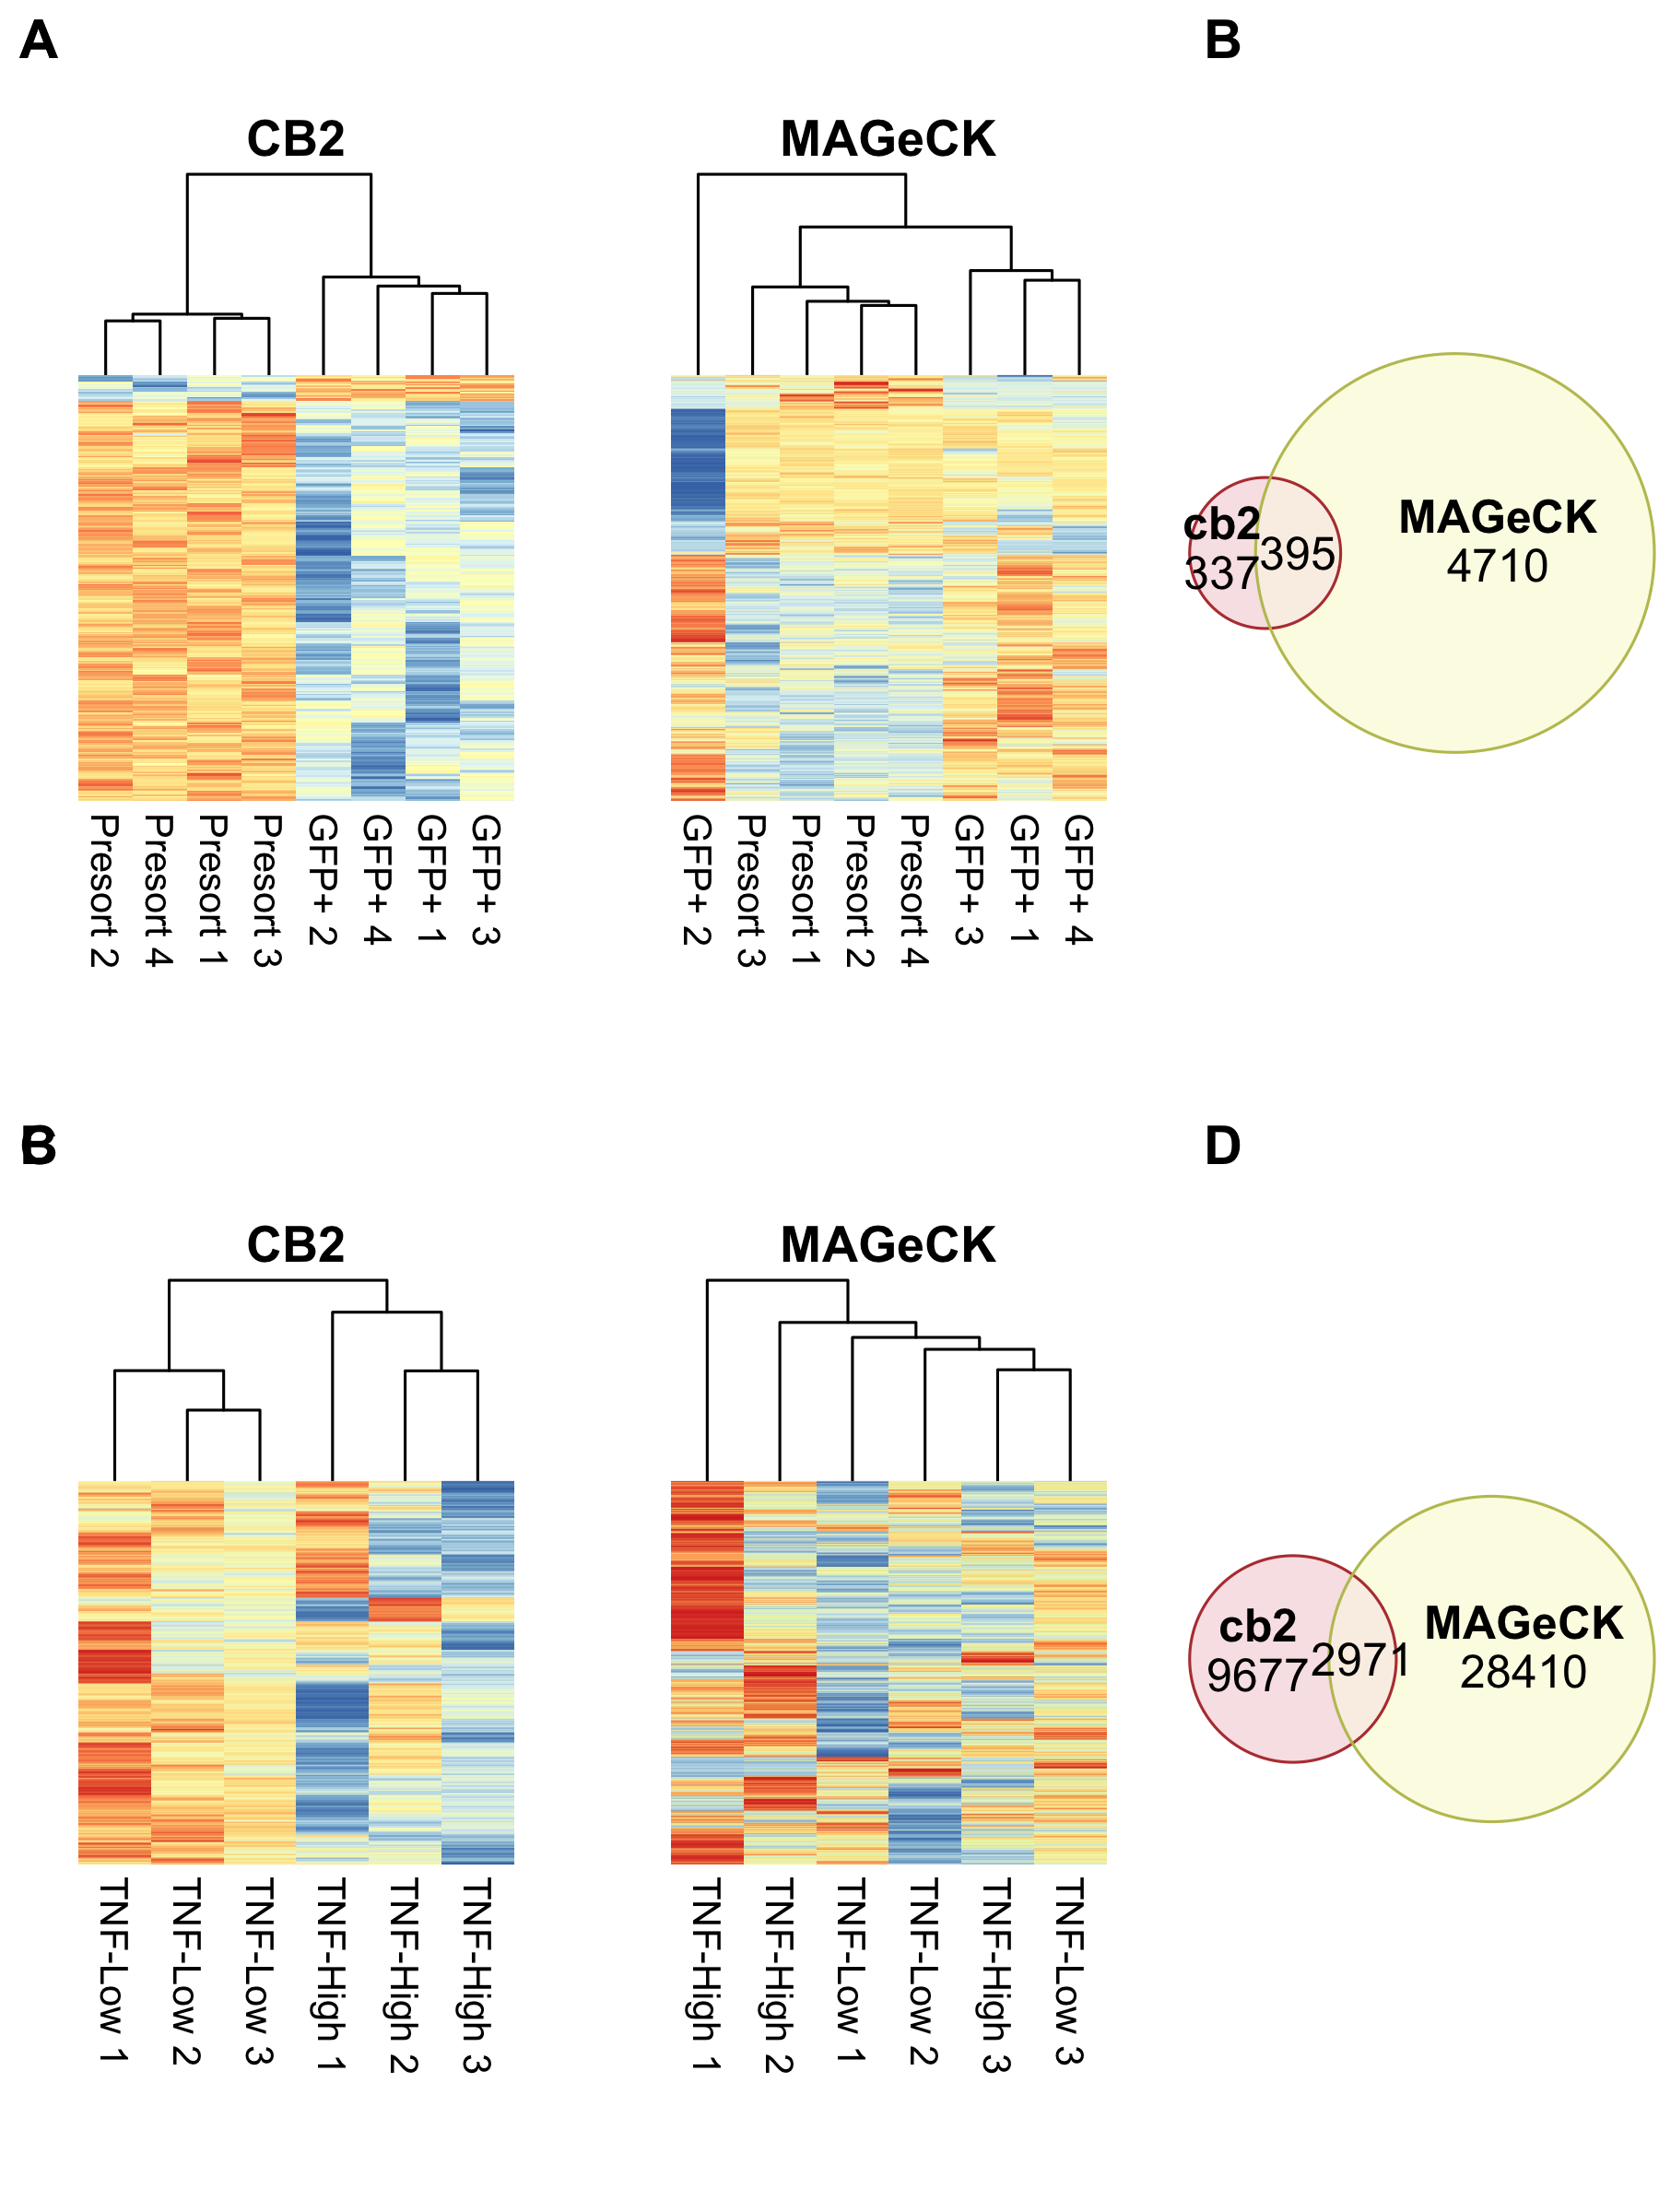 A
B
CB2
MAGeCK
cb2
337
395
MAGeCK
4710
Presort 2
Presort 4
Presort 1
Presort 3
GFP+ 2
GFP+ 4
GFP+ 1
GFP+ 3
GFP+ 2
Presort 3
Presort 1
Presort 2
Presort 4
GFP+ 3
GFP+ 1
GFP+ 4
D
CB2
MAGeCK
cb2
9677
2971
MAGeCK
28410
TNF-Low 1
TNF-Low 2
TNF-Low 3
TNF-High 1
TNF-High 2
TNF-High 3
TNF-High 1
TNF-High 2
TNF-Low 1
TNF-Low 2
TNF-High 3
TNF-Low 3